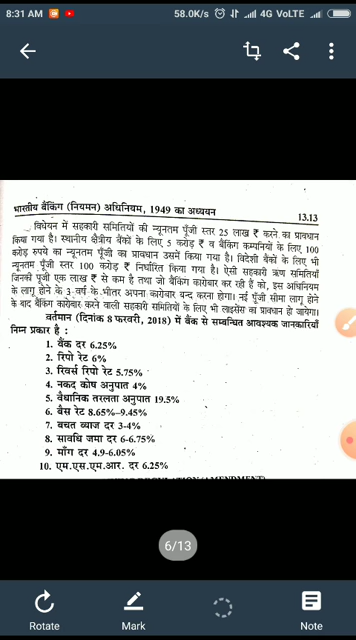 8:31 AM 58.0K/s 4G VoLTE
भारतीय बैंकिंग (नियमन) अधिनियम, 1949 का अध्ययन
13.13
विधेयन में सहकारी समितियों की न्यूनतम पूँजी स्तर 25 लाख ₹ करने का प्रावधान
किया गया है। स्थानीय क्षेत्रीय बैंकों के लिए 5 करोड़ ₹ व बैंकिंग कम्पनियों के लिए 100
करोड़ रुपये का न्यूनतम पूँजी का प्रावधान उसमें किया गया है। विदेशी बैंकों के लिए भी
न्यूनतम पूँजी स्तर 100 करोड़ ₹ निर्धारित किया गया है। ऐसी सहकारी ऋण समितियाँ
जिनकी पूजी एक लाख ₹ से कम है तथा जो बैंकिंग कारोबार कर रही हैं को, इस अधिनियम
के लागू होने के 3 वर्ष के भीतर अपना कारोबार बन्द करना होगा। नई पूँजी सीमा लागू होने
के बाद बैंकिंग कारोबार करने वाली सहकारी समितियों के लिए भी लाइसेंस का प्रावधान हो जायेगा।
वर्तमान (दिनांक 8 फरवरी, 2018) में बैंक से सम्बन्धित आवश्यक जानकारियाँ
निम्न प्रकार है :
1. बैंक दर 6.25%
2. रिपो रेट 6%
3. रिवर्स रिपो रेट 5.75%
4. नकद कोष अनुपात 4%
5. वैधानिक तरलता अनुपात 19.5%
6. बैस रेट 8.65%–9.45%
7. बचत व्याज दर 3-4%
8. सावधि जमा दर 6-6.75%
9. माँग दर 4.9-6.05%
10. एम.एस.एम.आर. दर 6.25%
6/13
Rotate Mark Note